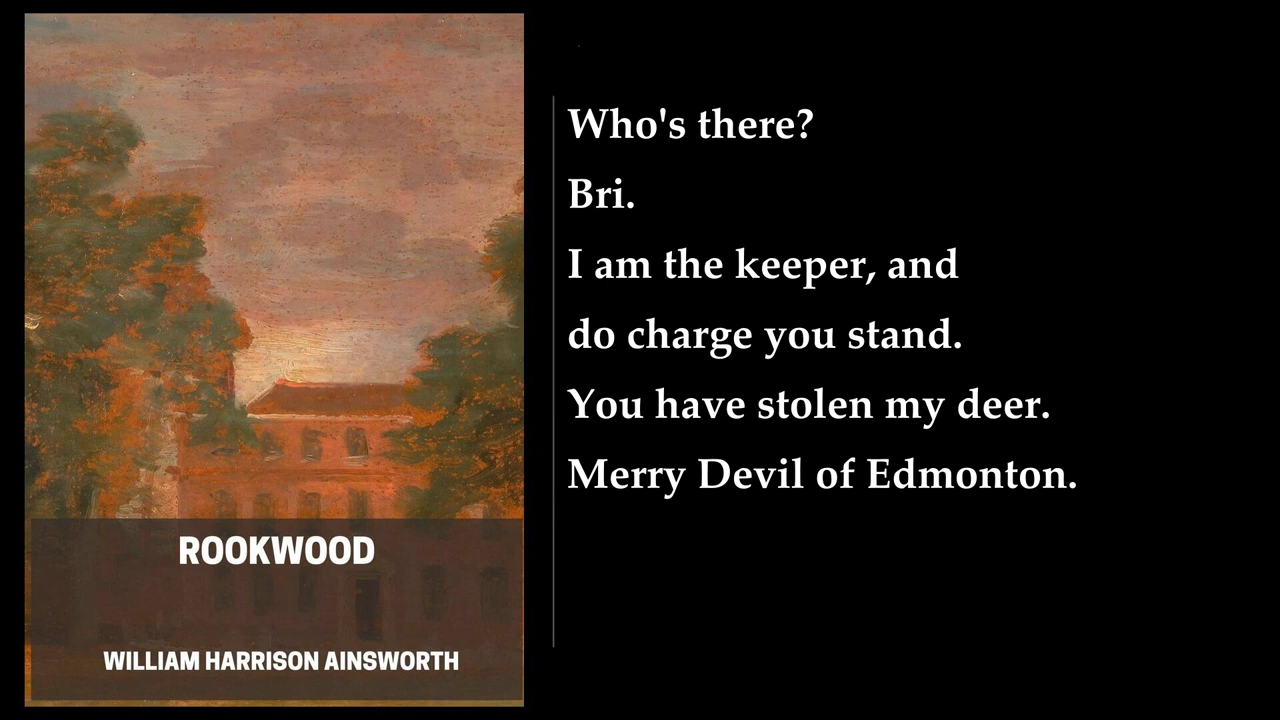 ROOKWOOD
WILLIAM HARRISON AINSWORTH
Who's there?
Bri.
I am the keeper, and
do charge you stand.
You have stolen my deer.
Merry Devil of Edmonton.